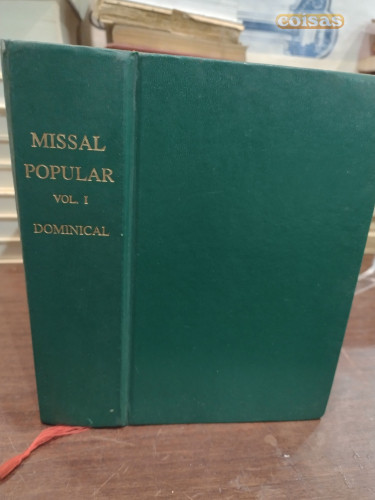 coisas
MISSAL
POPULAR
VOL. I
DOMINICAL